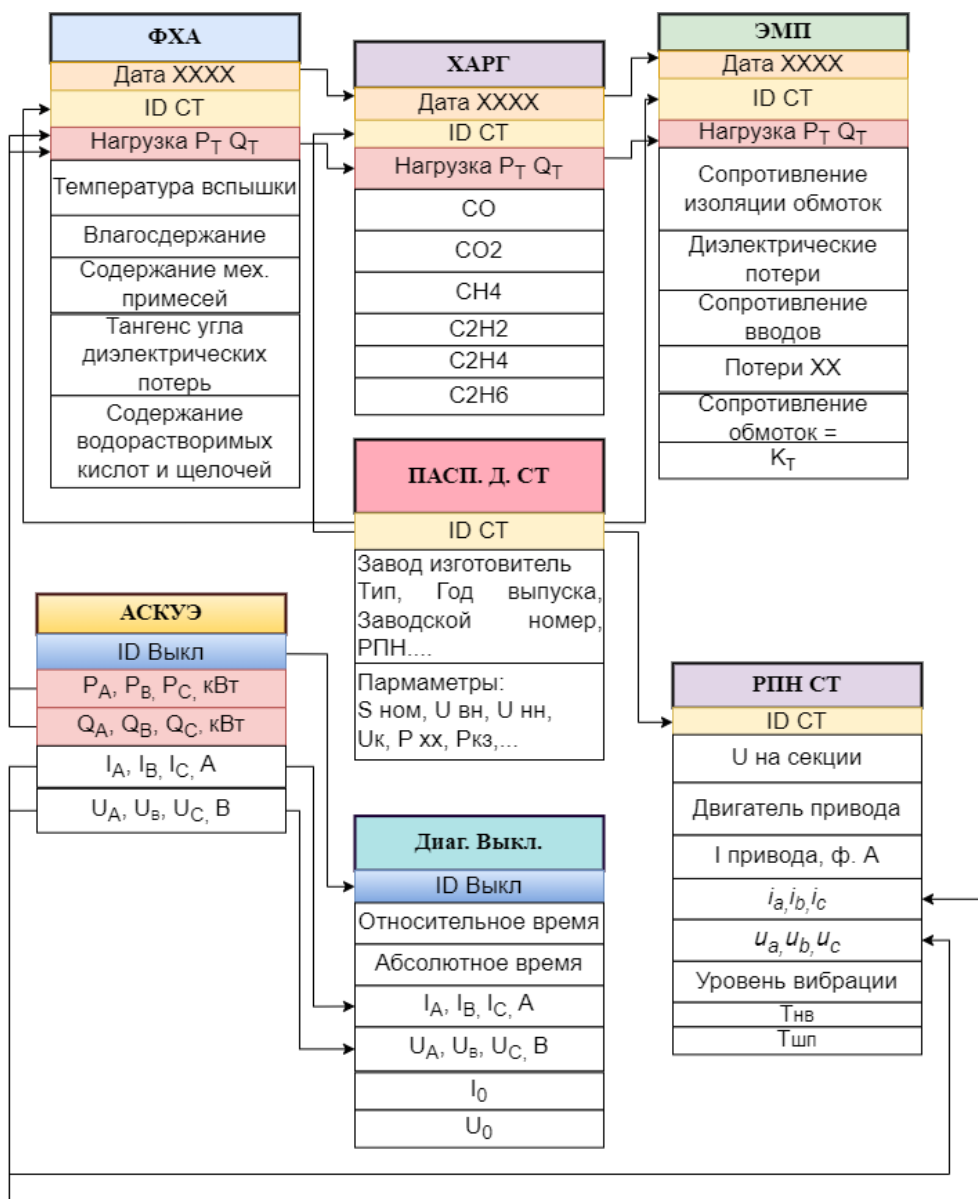 ФХА
Дата XXXX
ID СТ
Нагрузка PТ QТ
Температура вспышки
Влагосдержание
Содержание мех.
примесей
Тангенс угла
диэлектрических
потерь
Содержание
водорастворимых
кислот и щелочей
ХАРГ
Дата XXXX
ID СТ
Нагрузка PТ QТ
CO
CO2
CH4
C2H2
C2H4
C2H6
ЭМП
Дата XXXX
ID СТ
Нагрузка PТ QТ
Сопротивление
изоляции обмоток
Диэлектрические
потери
Сопротивление
вводов
Потери ХХ
Сопротивление
обмоток =
KТ
ПАСП. Д. СТ
ID СТ
Завод изготовитель
Тип, Год выпуска,
Заводской номер,
РПН....
Пармаметры:
S ном, U вн, U нн,
Uк, P хх, Pкз,...
АСКУЭ
ID Выкл
PA, PB, PC, кВт
QA, QB, QC, кВт
IA, IB, IC, А
UA, Uв, UC, В
Диаг. Выкл.
ID Выкл
Относительное время
Абсолютное время
IA, IB, IC, А
UA, Uв, UC, В
I0
U0
РПН СТ
ID СТ
U на секции
Двигатель привода
I привода, ф. А
ia,ib,ic
ua,ub,uc
Уровень вибрации
Tнв
Tшп